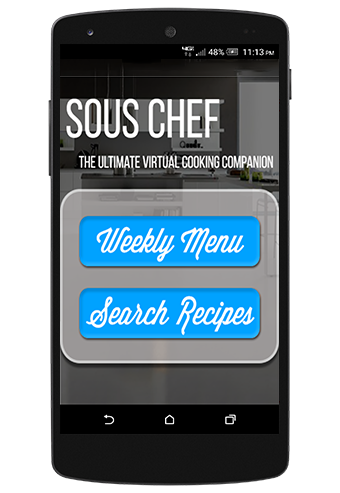 48% 11:13 PM
SOUS CHEF
THE ULTIMATE VIRTUAL COOKING COMPANION
Weekly Menu
Search Recipes